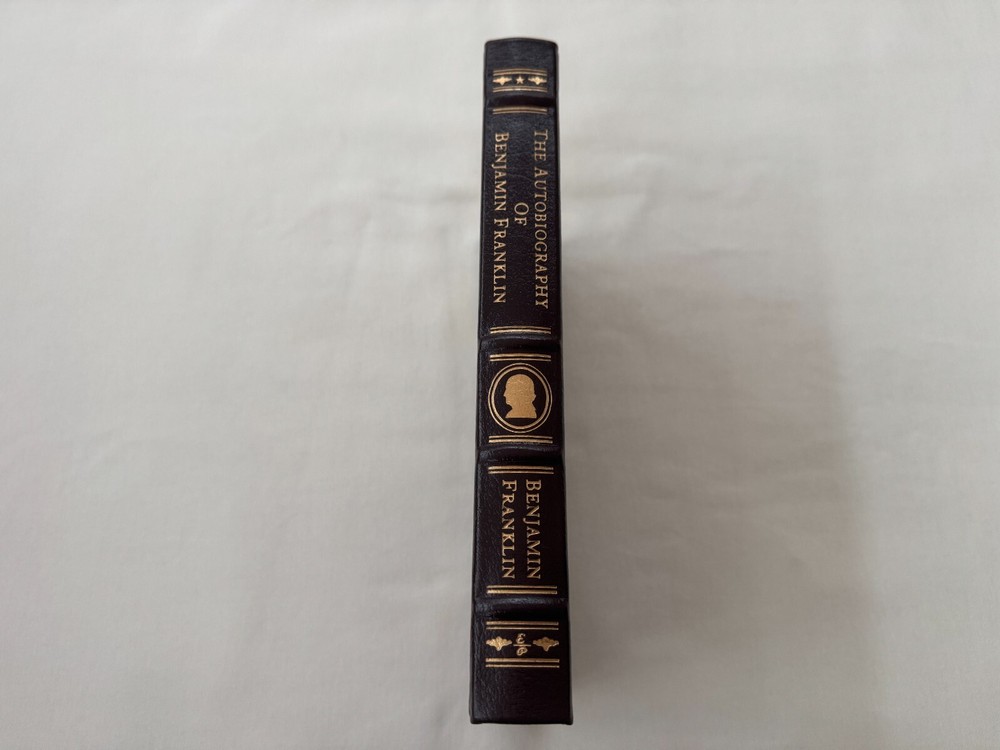 THE AUTOBIOGRAPHY
OF
BENJAMIN FRANKLIN
BENJAMIN
FRANKLIN